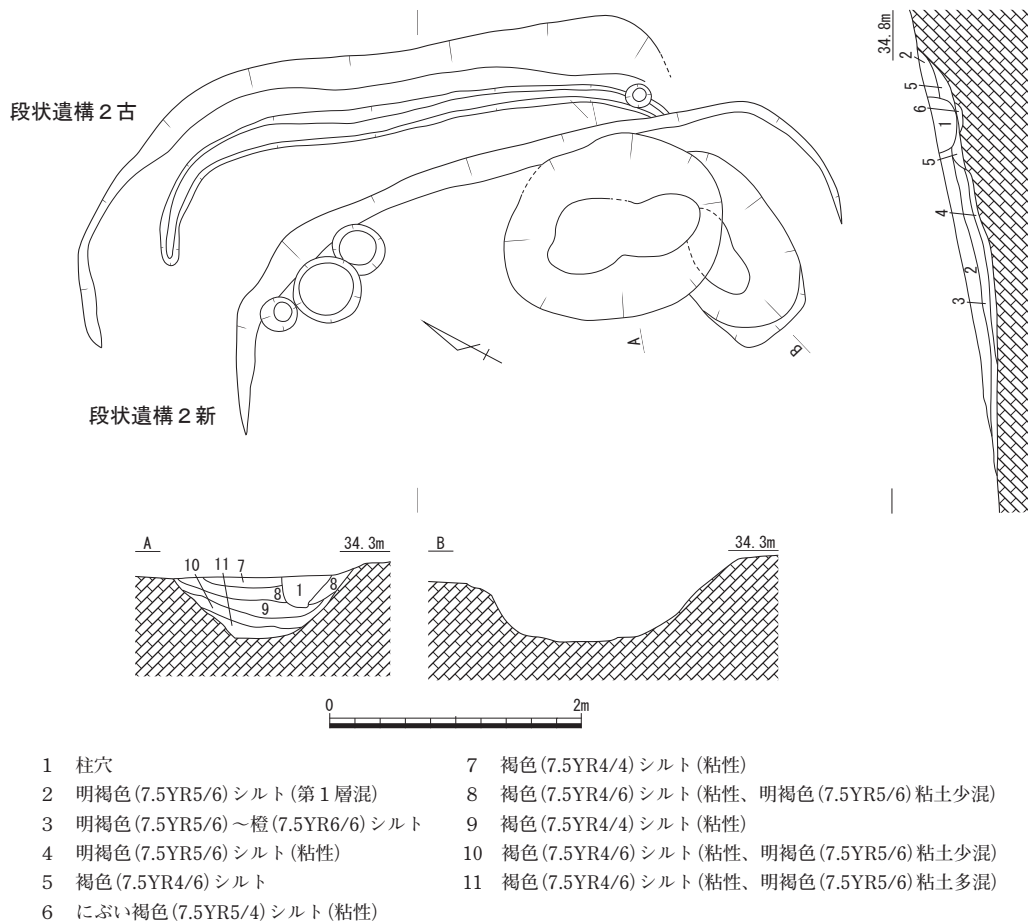 段状遺構2古
段状遺構2新
34.8m
2
5
6
1
5
4
2
3
A
B
A
34.3m
10 11 7
8 1 8
9
B
34.3m
0 2m
1 柱穴
2 明褐色(7.5YR5/6)シルト(第1層混)
3 明褐色(7.5YR5/6)～橙(7.5YR6/6)シルト
4 明褐色(7.5YR5/6)シルト(粘性)
5 褐色(7.5YR4/6)シルト
6 にぶい褐色(7.5YR5/4)シルト(粘性)
7 褐色(7.5YR4/4)シルト(粘性)
8 褐色(7.5YR4/6)シルト(粘性、明褐色(7.5YR5/6)粘土少混)
9 褐色(7.5YR4/4)シルト(粘性)
10 褐色(7.5YR4/6)シルト(粘性、明褐色(7.5YR5/6)粘土少混)
11 褐色(7.5YR4/6)シルト(粘性、明褐色(7.5YR5/6)粘土多混)